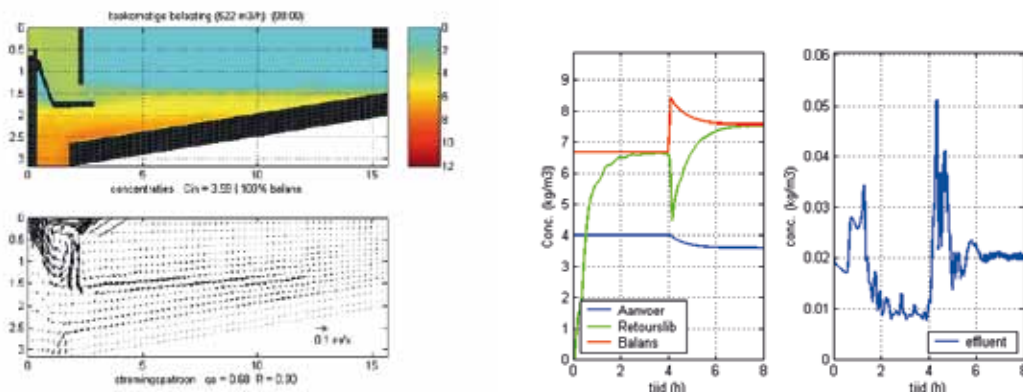 toekomstige belasting (622 m3/h): (08:00)
0
0.5
1
1.5
2
2.5
3
0 5 10 15
0
2
4
6
8
10
12
concentraties Cin = 3.59 | 100% balans
0
0.5
1
1.5
2
2.5
3
0.1 m/s
0 5 10 15
stromingspatroon
Conc. (kg/m3)
9
8
7
6
5
4
3
2
1
0
Aanvoer
Retourslib
Balans
0 2 4 6 8
tijd (h)
conc. (kg/m3)
0.06
0.05
0.04
0.03
0.02
0.01
0
effluent
0 2 4 6 8
tijd (h)